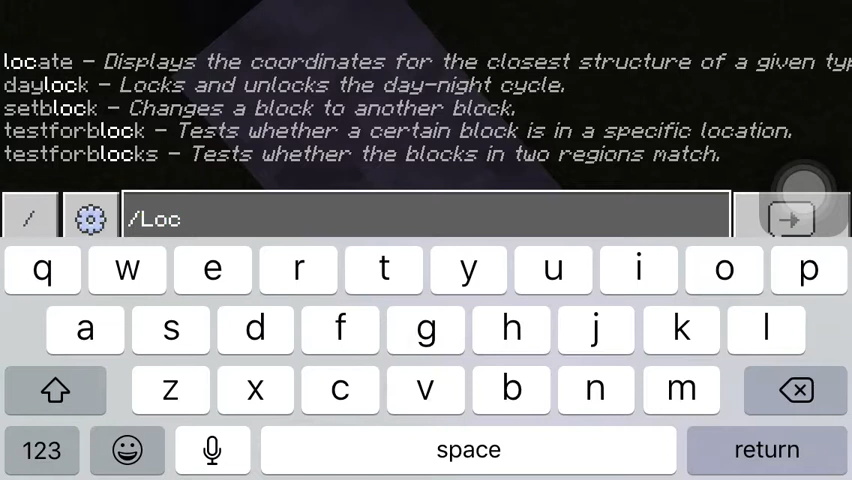 locate - Displays the coordinates for the closest structure of a given typ
daylock - Locks and unlocks the day-night cycle.
setblock - Changes a block to another block.
testforblock - Tests whether a certain block is in a specific location.
testforblocks - Tests whether the blocks in two regions match.
/ /Loc
q w e r t y u i o p
a s d f g h j k l
z x c v b n m
123 space return